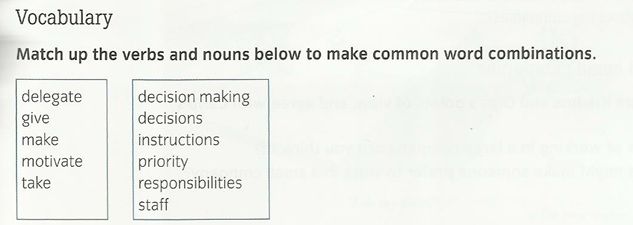 Vocabulary
Match up the verbs and nouns below to make common word combinations.
delegate
give
make
motivate
take
decision making
decisions
instructions
priority
responsibilities
staff